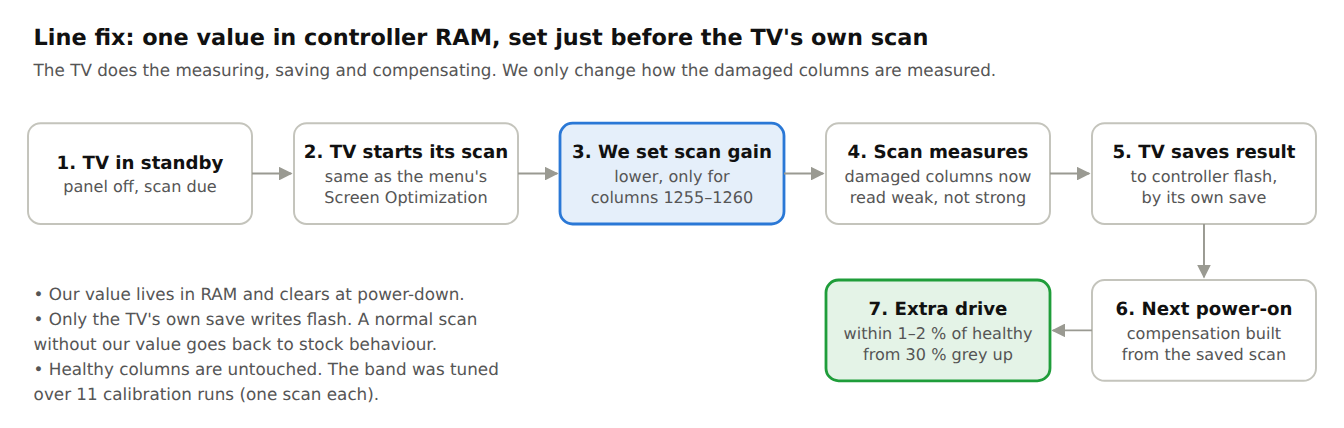 Line fix: one value in controller RAM, set just before the TV's own scan
The TV does the measuring, saving and compensating. We only change how the damaged columns are measured.
1. TV in standby
panel off, scan due
2. TV starts its scan
same as the menu's
Screen Optimization
3. We set scan gain
lower, only for
columns 1255–1260
4. Scan measures
damaged columns now
read weak, not strong
5. TV saves result
to controller flash,
by its own save
6. Next power-on
compensation built
from the saved scan
7. Extra drive
within 1–2 % of healthy
from 30 % grey up
• Our value lives in RAM and clears at power-down.
• Only the TV's own save writes flash. A normal scan
without our value goes back to stock behaviour.
• Healthy columns are untouched. The band was tuned
over 11 calibration runs (one scan each).